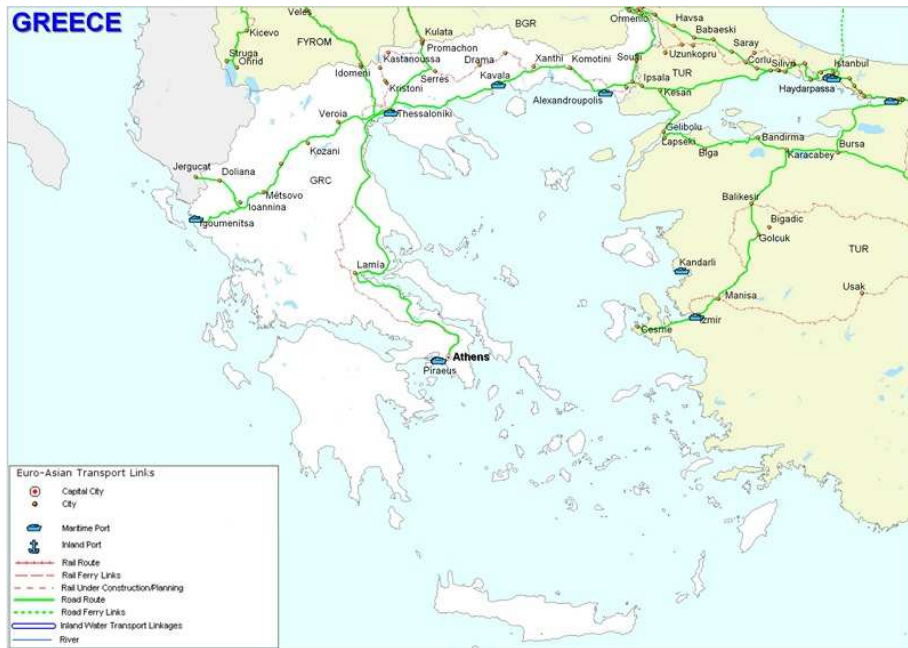 GREECE
Veles
Kicevo
Struga
Ohrid
FYROM
Kulata
BGR
Promachon
Kastanoussa
Idomeni
Serres
Drama
Kristoni
Kavala
Xanthi
Komotini
Thessaloniki
Alexandroupolis
Ormenio
Havsa
Babaeski
Saray
Uzunkopru
Corlu
Silivri
Istanbul
Ipsala
TUR
Haydarpassa
Kesan
Veroia
Kozani
Gelibolu
Lapseki
Biga
Bandirma
Karacabey
Bursa
Jergucat
Doliana
GRC
Métsovo
Ioannina
Igoumenitsa
Balikesir
Bigadic
Golcuk
TUR
Lamia
Kandarli
Usak
Manisa
Izmir
Cesme
Athens
Piraeus
Euro-Asian Transport Links
Capital City
City
Maritime Port
Inland Port
Rail Route
Rail Ferry Links
Rail Under Construction/Planning
Road Route
Road Ferry Links
Inland Water Transport Linkages
River